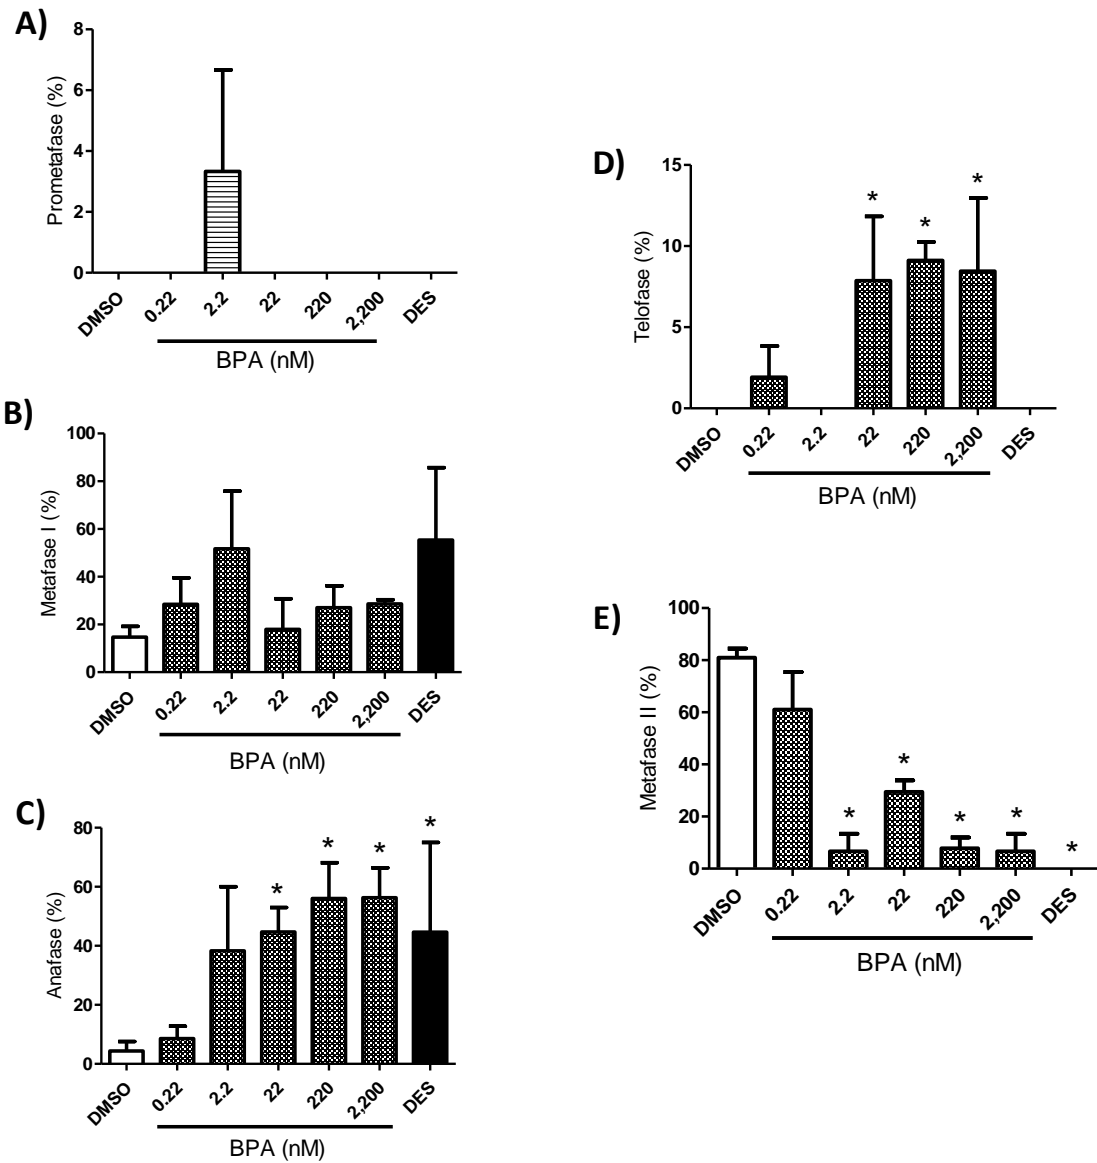 A)
Prometafase (%)
8
6
4
2
0
DMSO 0.22 2.2 22 220 2,200 DES
BPA (nM)
B)
Metafase I (%)
100
80
60
40
20
0
DMSO 0.22 2.2 22 220 2,200 DES
BPA (nM)
C)
Anafase (%)
80
60
40
20
0
* * * *
DMSO 0.22 2.2 22 220 2,200 DES
BPA (nM)
D)
Telofase (%)
15
10
5
0
* * *
DMSO 0.22 2.2 22 220 2,200 DES
BPA (nM)
E)
Metafase II (%)
100
80
60
40
20
0
* * * * *
DMSO 0.22 2.2 22 220 2,200 DES
BPA (nM)